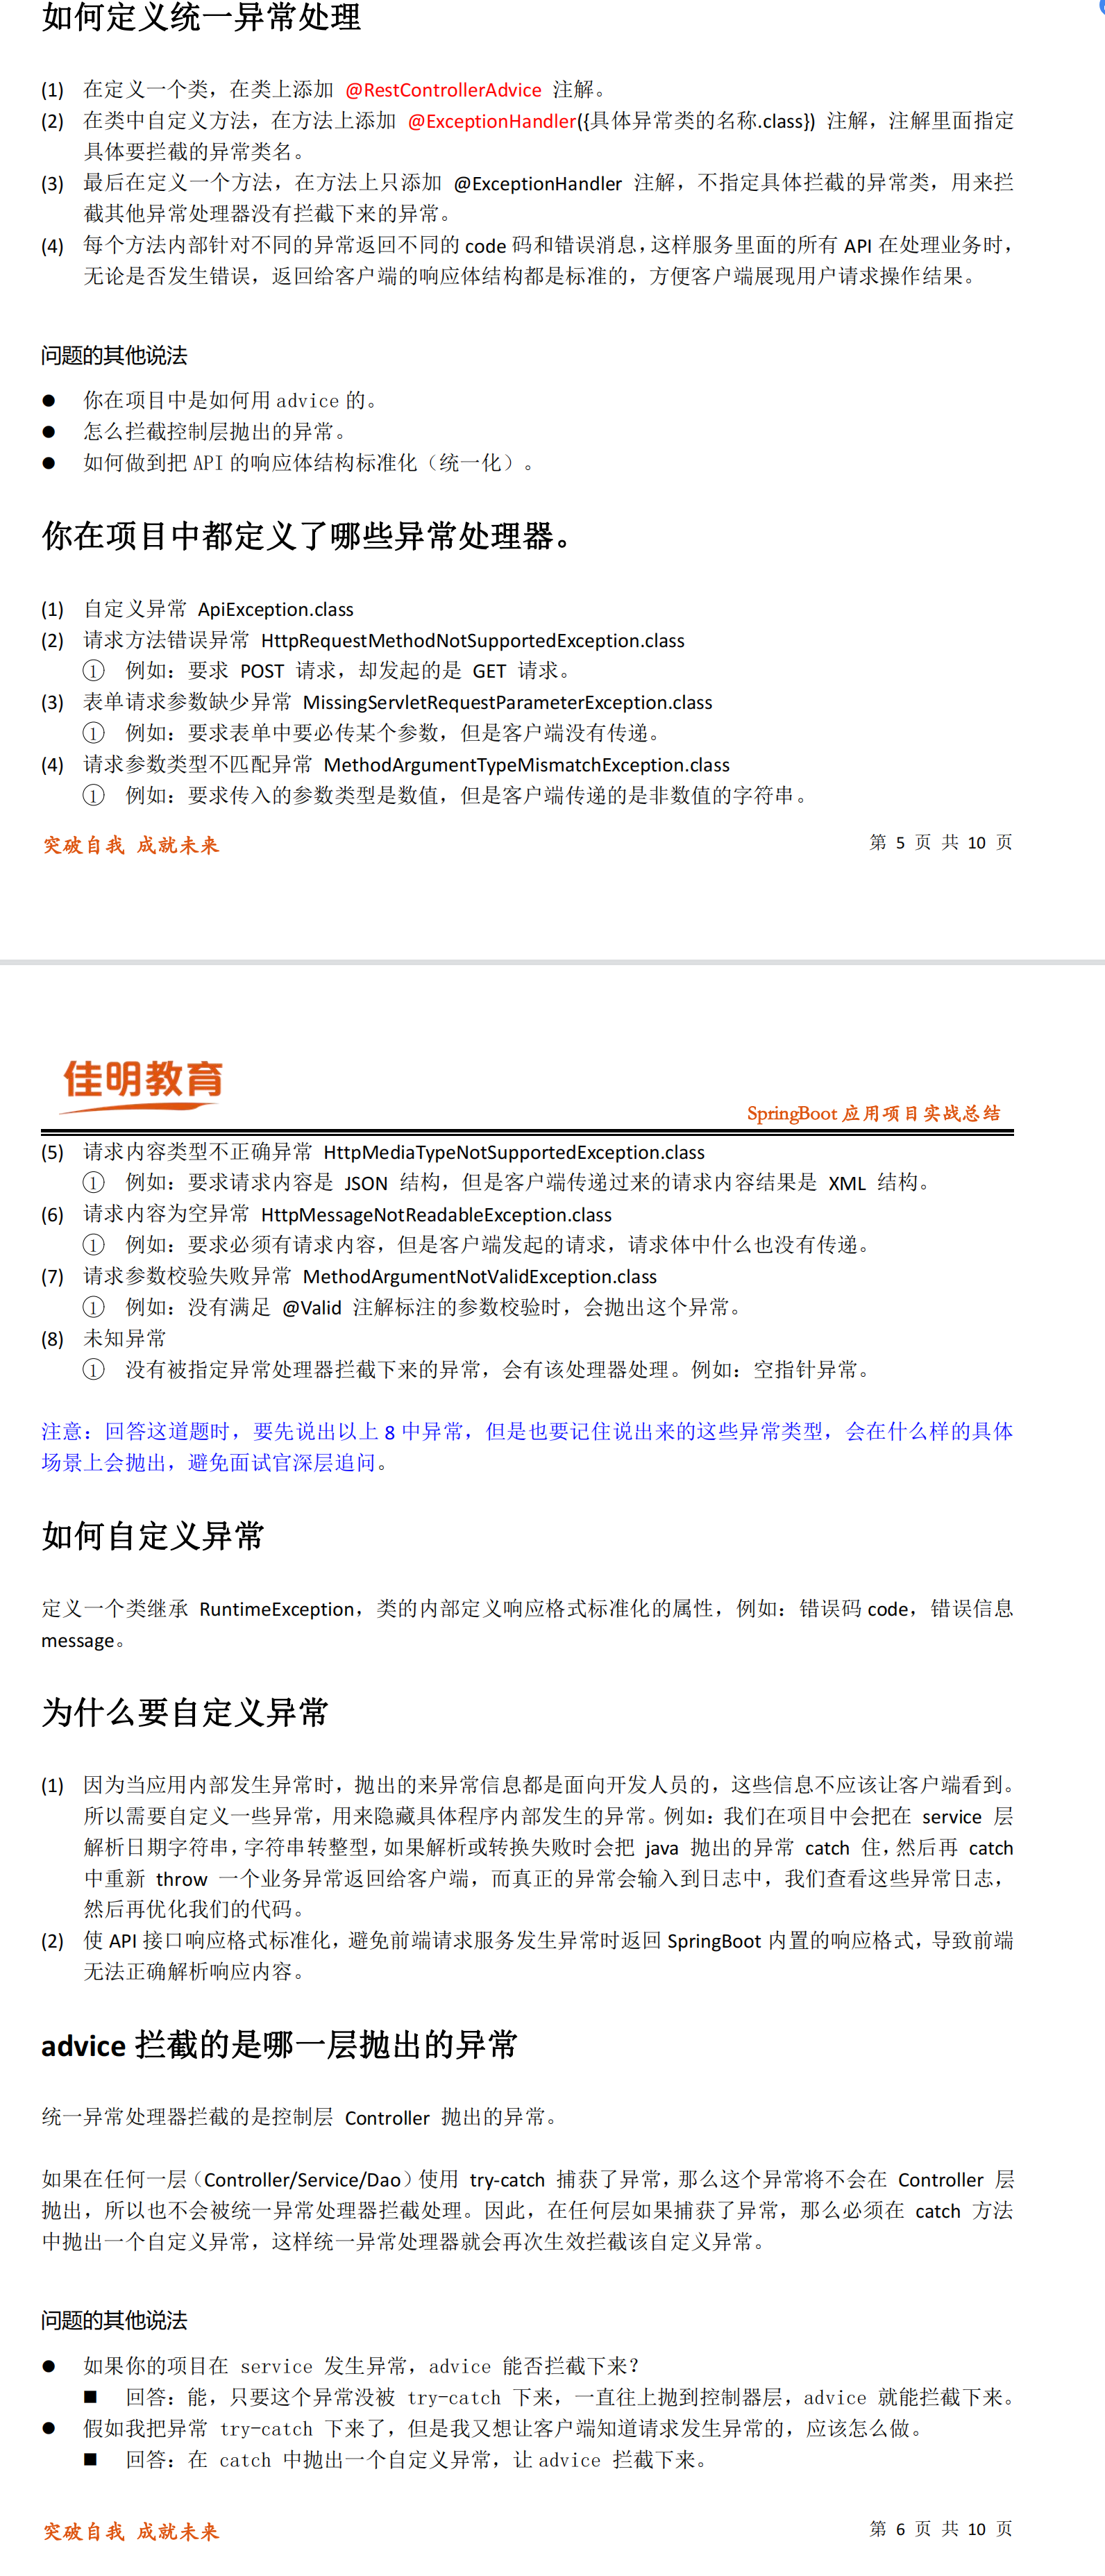 如何定义统一异常处理
(1) 在定义一个类，在类上添加 @RestControllerAdvice 注解。
(2) 在类中自定义方法，在方法上添加 @ExceptionHandler({具体异常类的名称.class}) 注解，注解里面指定
具体要拦截的异常类名。
(3) 最后在定义一个方法，在方法上只添加 @ExceptionHandler 注解，不指定具体拦截的异常类，用来拦
截其他异常处理器没有拦截下来的异常。
(4) 每个方法内部针对不同的异常返回不同的 code 码和错误消息，这样服务里面的所有 API 在处理业务时，
无论是否发生错误，返回给客户端的响应体结构都是标准的，方便客户端展现用户请求操作结果。
问题的其他说法
● 你在项目中是如何用 advice 的。
● 怎么拦截控制层抛出的异常。
● 如何做到把 API 的响应体结构标准化（统一化）。
你在项目中都定义了哪些异常处理器。
(1) 自定义异常 ApiException.class
(2) 请求方法错误异常 HttpRequestMethodNotSupportedException.class
① 例如：要求 POST 请求，却发起的是 GET 请求。
(3) 表单请求参数缺少异常 MissingServletRequestParameterException.class
① 例如：要求表单中要必传某个参数，但是客户端没有传递。
(4) 请求参数类型不匹配异常 MethodArgumentTypeMismatchException.class
① 例如：要求传入的参数类型是数值，但是客户端传递的是非数值的字符串。
突破自我 成就未来 第 5 页 共 10 页
佳明教育
SpringBoot 应用项目实战总结
(5) 请求内容类型不正确异常 HttpMediaTypeNotSupportedException.class
① 例如：要求请求内容是 JSON 结构，但是客户端传递过来的请求内容结果是 XML 结构。
(6) 请求内容为空异常 HttpMessageNotReadableException.class
① 例如：要求必须有请求内容，但是客户端发起的请求，请求体中什么也没有传递。
(7) 请求参数校验失败异常 MethodArgumentNotValidException.class
① 例如：没有满足 @Valid 注解标注的参数校验时，会抛出这个异常。
(8) 未知异常
① 没有被指定异常处理器拦截下来的异常，会有该处理器处理。例如：空指针异常。
注意：回答这道题时，要先说出以上 8 中异常，但是也要记住说出来的这些异常类型，会在什么样的具体
场景上会抛出，避免面试官深层追问。
如何自定义异常
定义一个类继承 RuntimeException，类的内部定义响应格式标准化的属性，例如：错误码 code，错误信息
message。
为什么要自定义异常
(1) 因为当应用内部发生异常时，抛出的来异常信息都是面向开发人员的，这些信息不应该让客户端看到。
所以需要自定义一些异常，用来隐藏具体程序内部发生的异常。例如：我们在项目中会把在 service 层
解析日期字符串，字符串转整型，如果解析或转换失败时会把 java 抛出的异常 catch 住，然后再 catch
中重新 throw 一个业务异常返回给客户端，而真正的异常会输入到日志中，我们查看这些异常日志，
然后再优化我们的代码。
(2) 使 API 接口响应格式标准化，避免前端请求服务发生异常时返回 SpringBoot 内置的响应格式，导致前端
无法正确解析响应内容。
advice 拦截的是哪一层抛出的异常
统一异常处理器拦截的是控制层 Controller 抛出的异常。
如果在任何一层（Controller/Service/Dao）使用 try-catch 捕获了异常，那么这个异常将不会在 Controller 层
抛出，所以也不会被统一异常处理器拦截处理。因此，在任何层如果捕获了异常，那么必须在 catch 方法
中抛出一个自定义异常，这样统一异常处理器就会再次生效拦截该自定义异常。
问题的其他说法
● 如果你的项目在 service 发生异常，advice 能否拦截下来？
■ 回答：能，只要这个异常没被 try-catch 下来，一直往上抛到控制器层，advice 就能拦截下来。
● 假如我把异常 try-catch 下来了，但是我又想让客户端知道请求发生异常的，应该怎么做。
■ 回答：在 catch 中抛出一个自定义异常，让 advice 拦截下来。
突破自我 成就未来 第 6 页 共 10 页